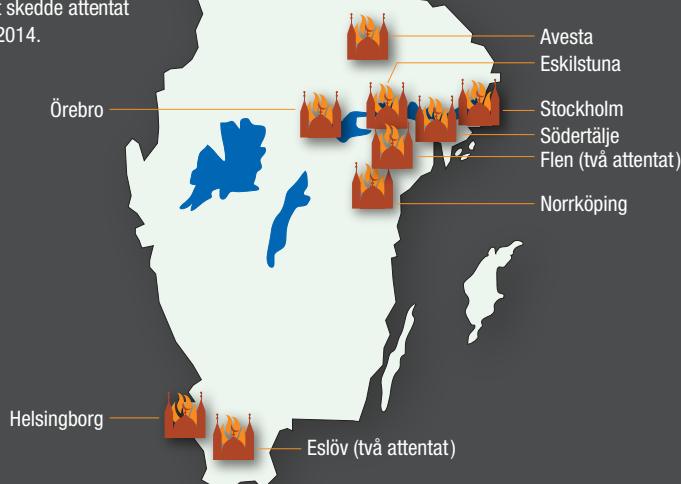 t skedde attentat
2014.
Avesta
Eskilstuna
Örebro
Stockholm
Södertälje
Flen (två attentat)
Norrköping
Helsingborg
Eslöv (två attentat)